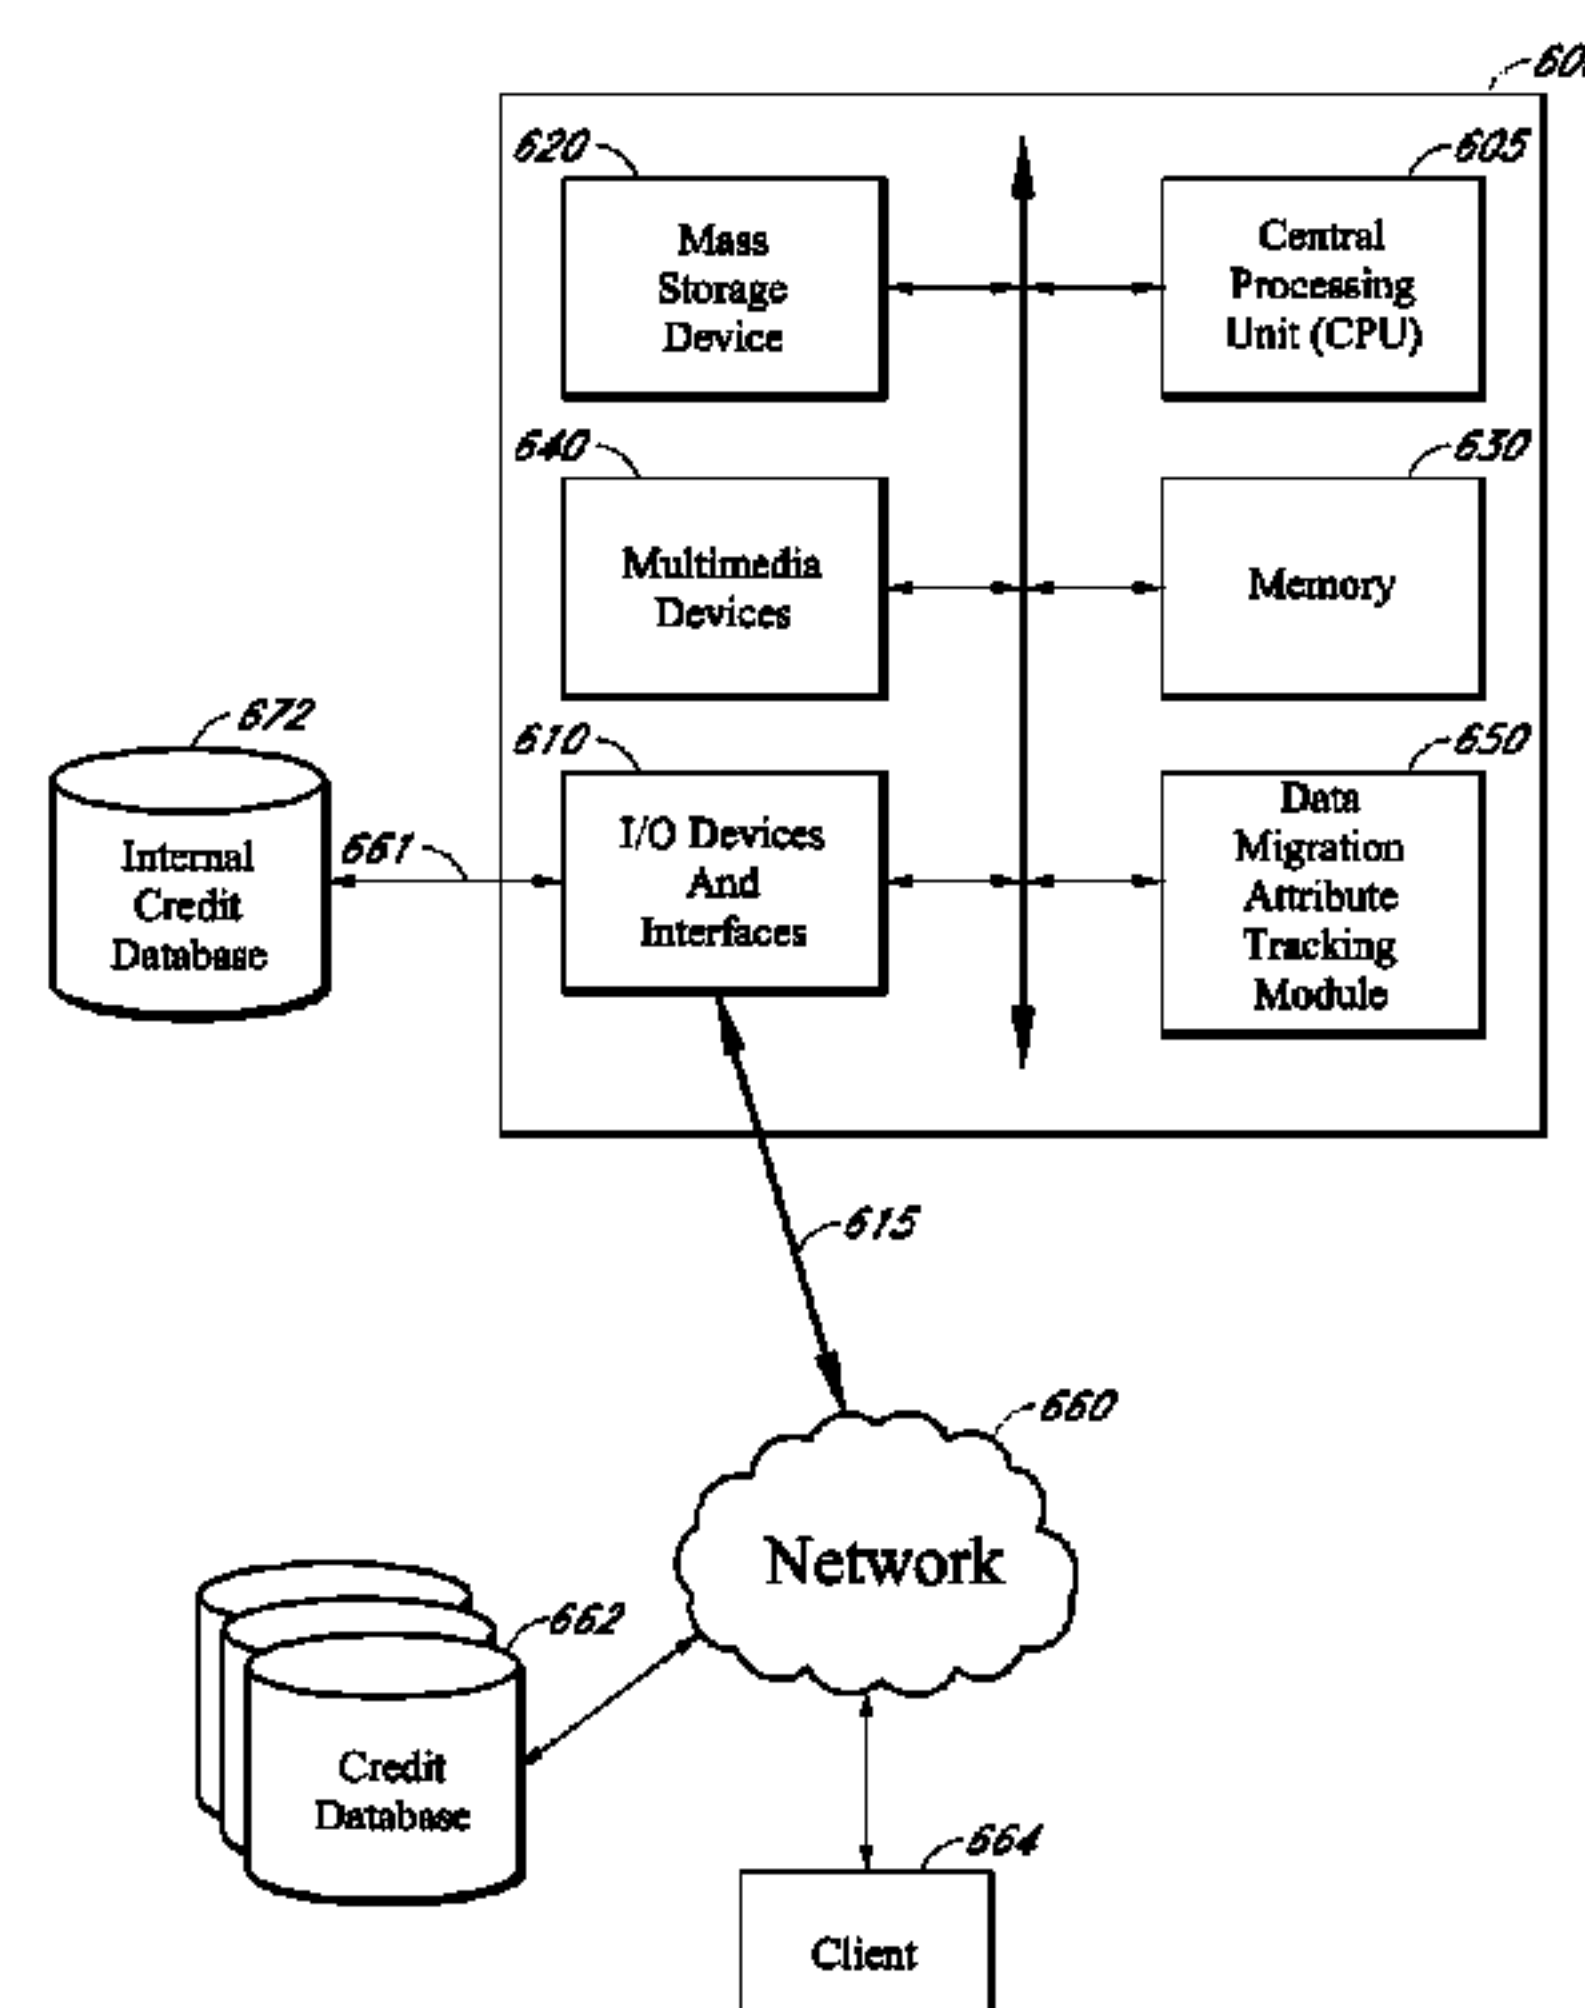 620
605
Mass
Storage
Device
Central
Processing
Unit (CPU)
640
630
Multimedia
Devices
Memory
672
610
650
Internal
Credit
Database
661
I/O Devices
And
Interfaces
Data
Migration
Attribute
Tracking
Module
615
660
Network
662
Credit
Database
664
Client